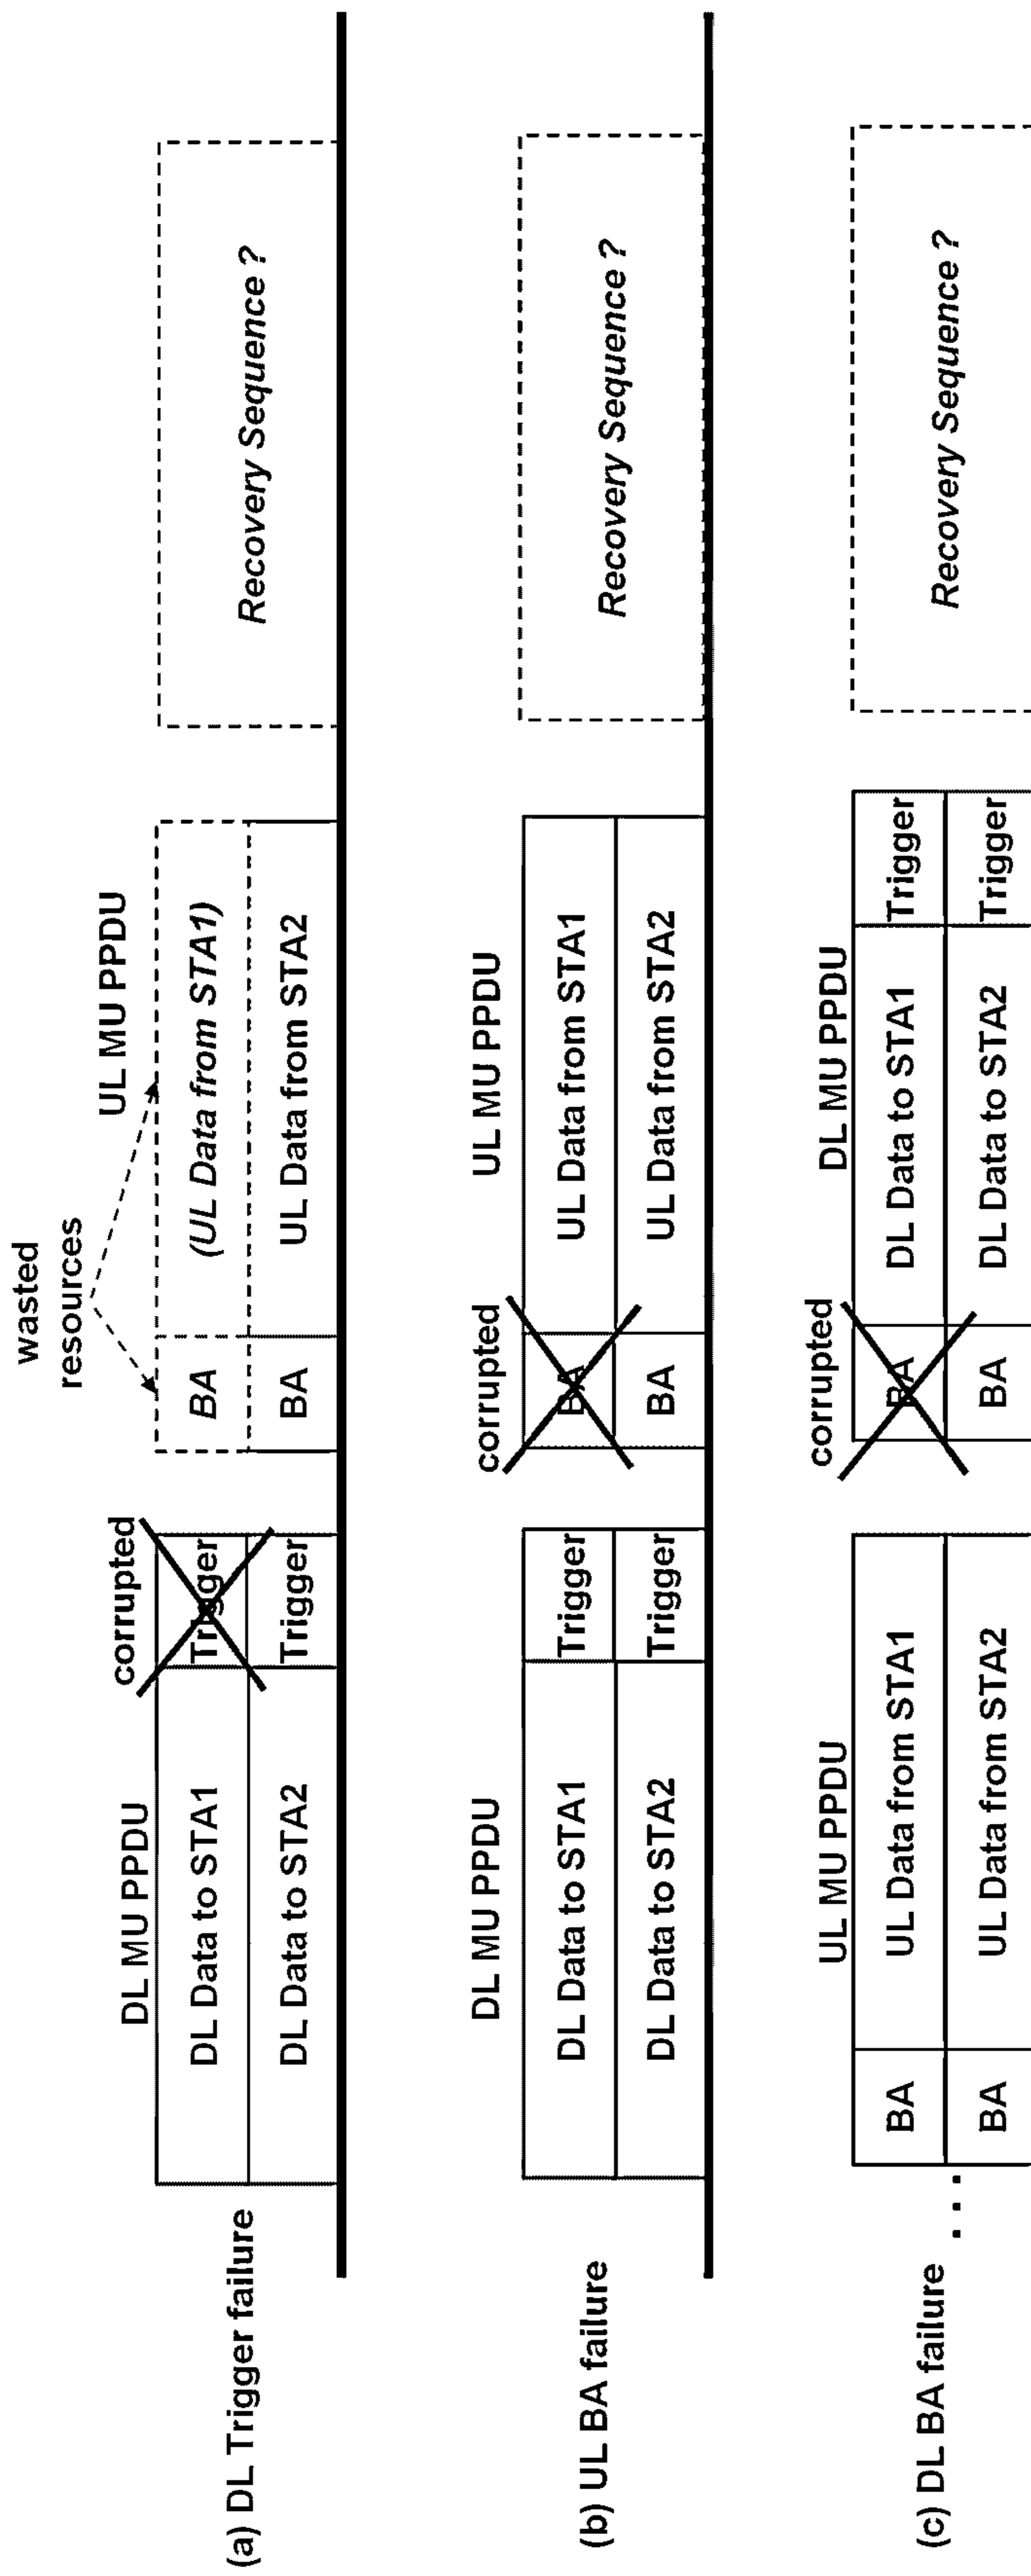 wasted
resources
DL MU PPDU
corrupted
UL MU PPDU
DL Data to STA1
Trigger
BA
(UL Data from STA1)
Recovery Sequence ?
(a) DL Trigger failure
DL Data to STA2
Trigger
BA
UL Data from STA2
DL MU PPDU
corrupted
UL MU PPDU
DL Data to STA1
Trigger
BA
UL Data from STA1
Recovery Sequence ?
(b) UL BA failure
DL Data to STA2
Trigger
BA
UL Data from STA2
UL MU PPDU
corrupted
DL MU PPDU
BA
UL Data from STA1
BA
DL Data to STA1
Trigger
Recovery Sequence ?
(c) DL BA failure
...
BA
UL Data from STA2
BA
DL Data to STA2
Trigger